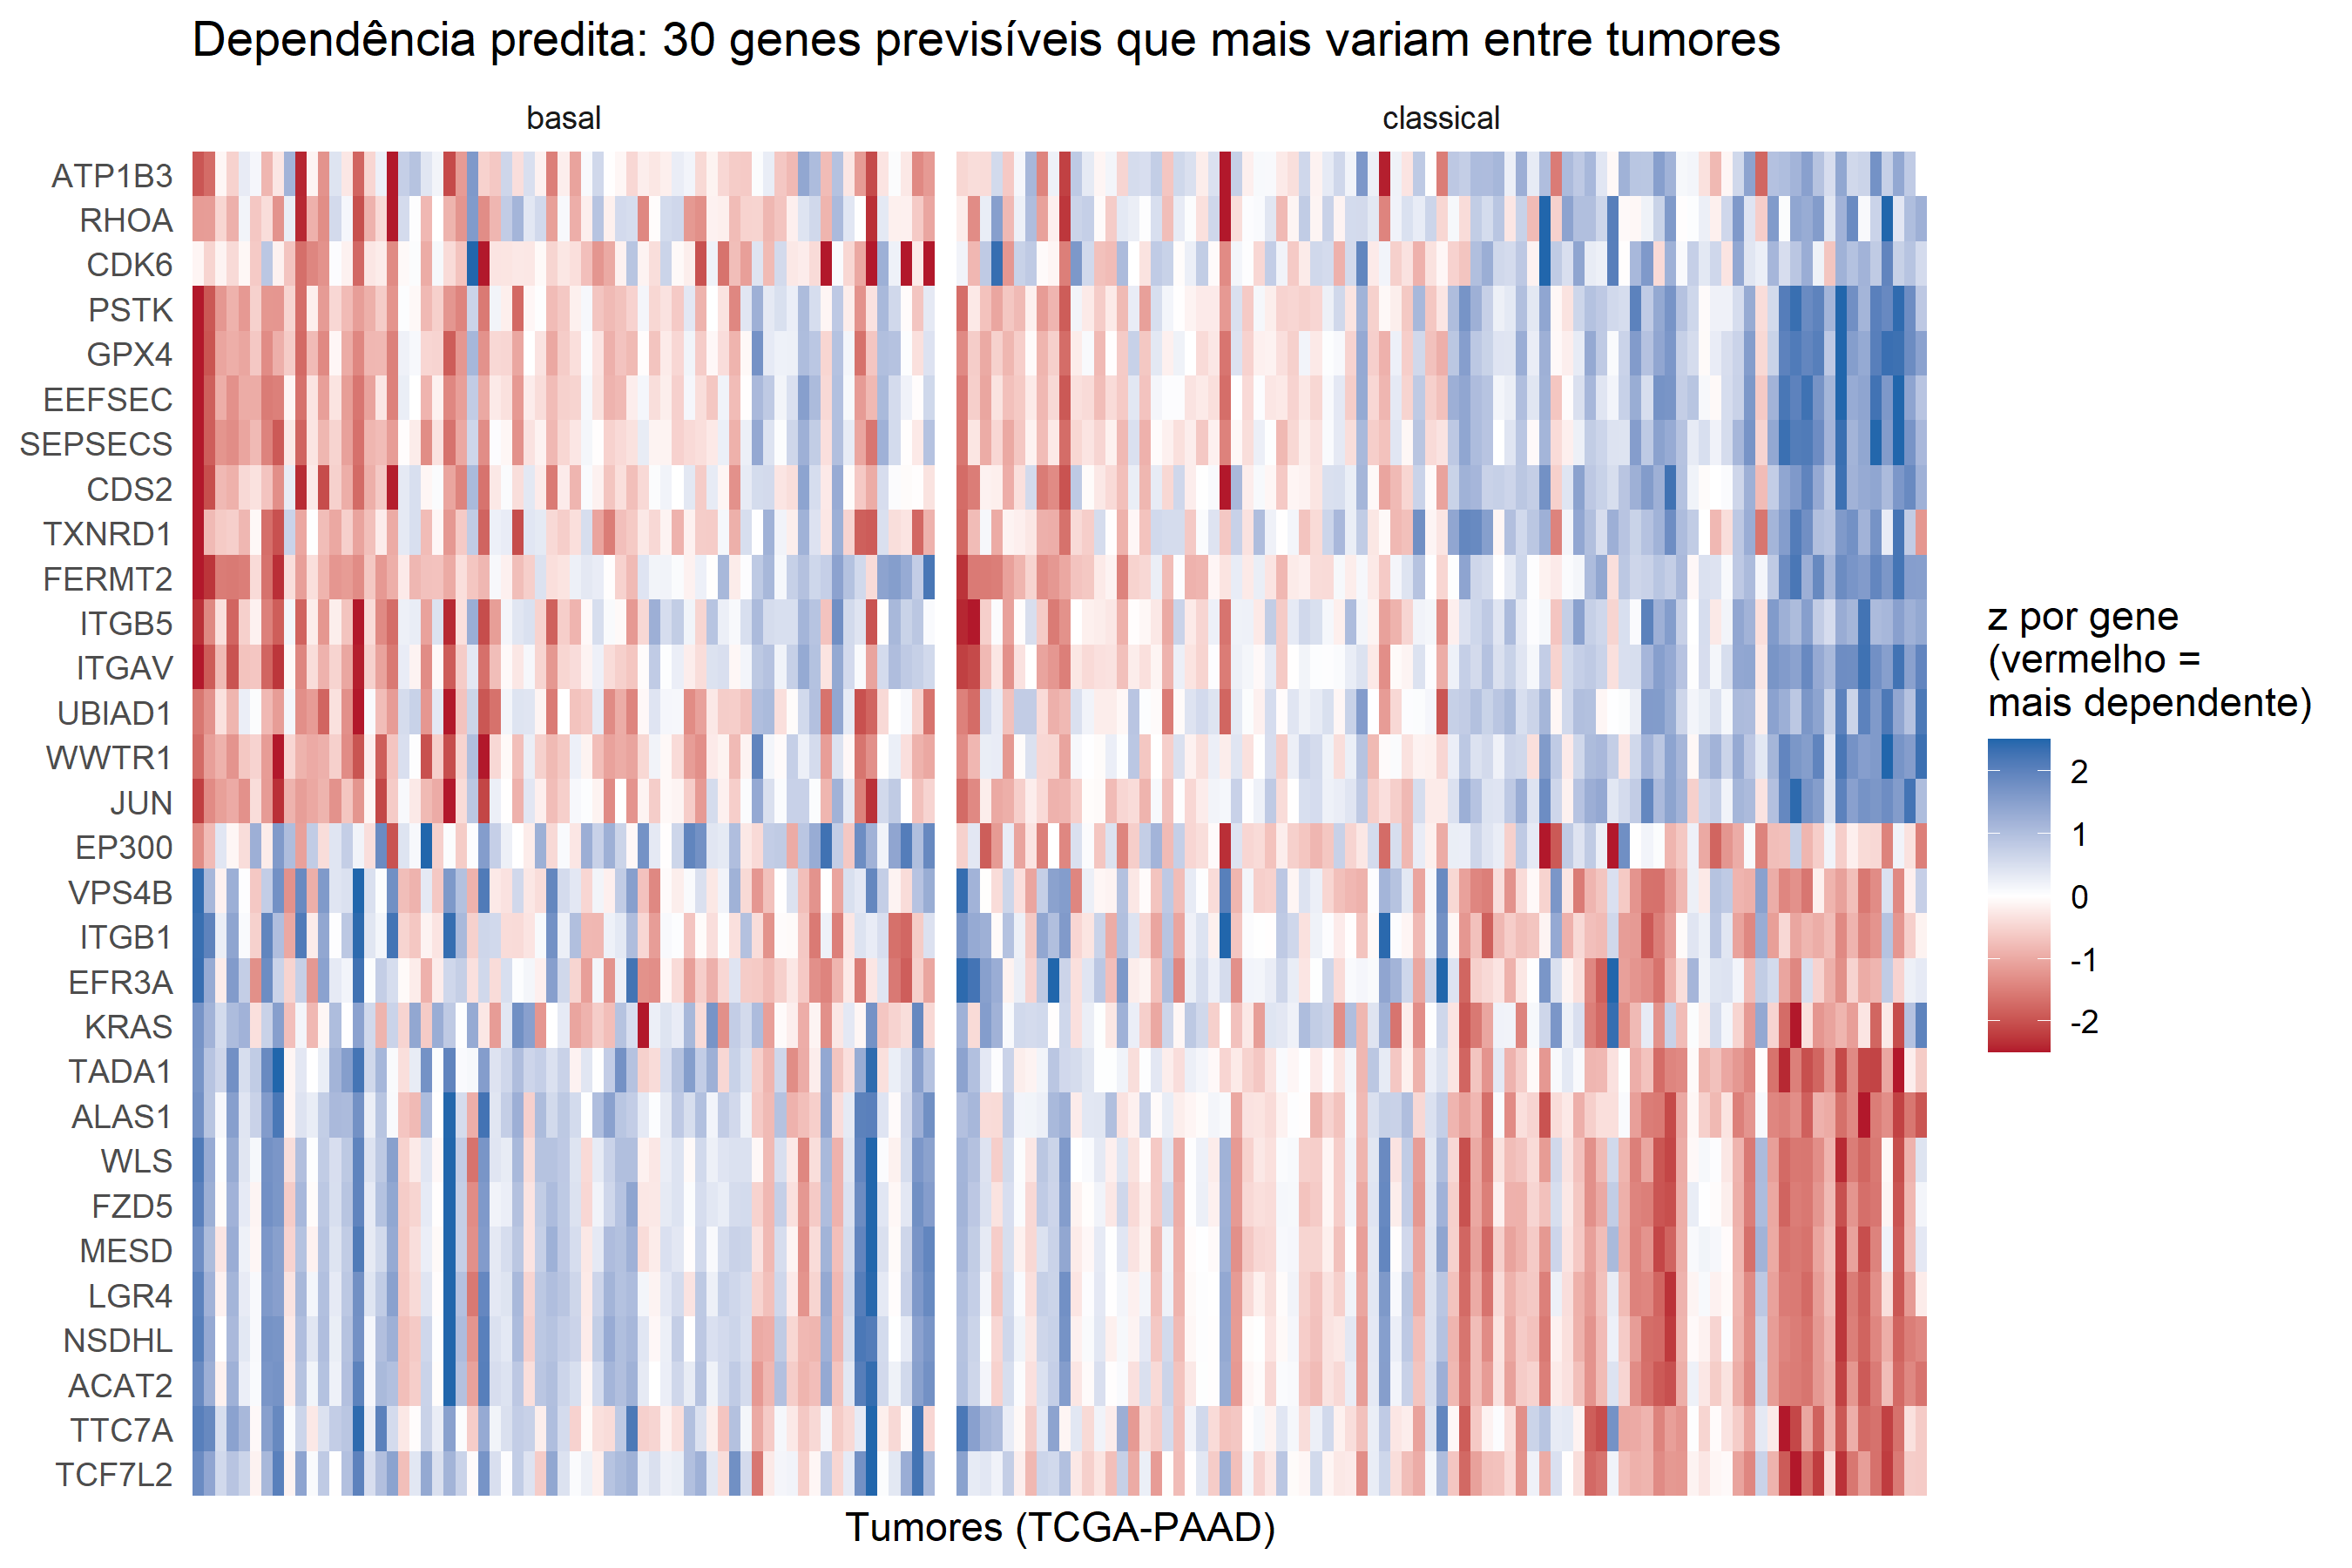 Dependência predita: 30 genes previsíveis que mais variam entre tumores
basal
classical
ATP1B3
RHOA
CDK6
PSTK
GPX4
EEFSEC
SEPSECS
CDS2
TXNRD1
FERMT2
ITGB5
ITGAV
UBIAD1
WWTR1
JUN
EP300
VPS4B
ITGB1
EFR3A
KRAS
TADA1
ALAS1
WLS
FZD5
MESD
LGR4
NSDHL
ACAT2
TTC7A
TCF7L2
Tumores (TCGA-PAAD)
z por gene
(vermelho =
mais dependente)
2
1
0
-1
-2